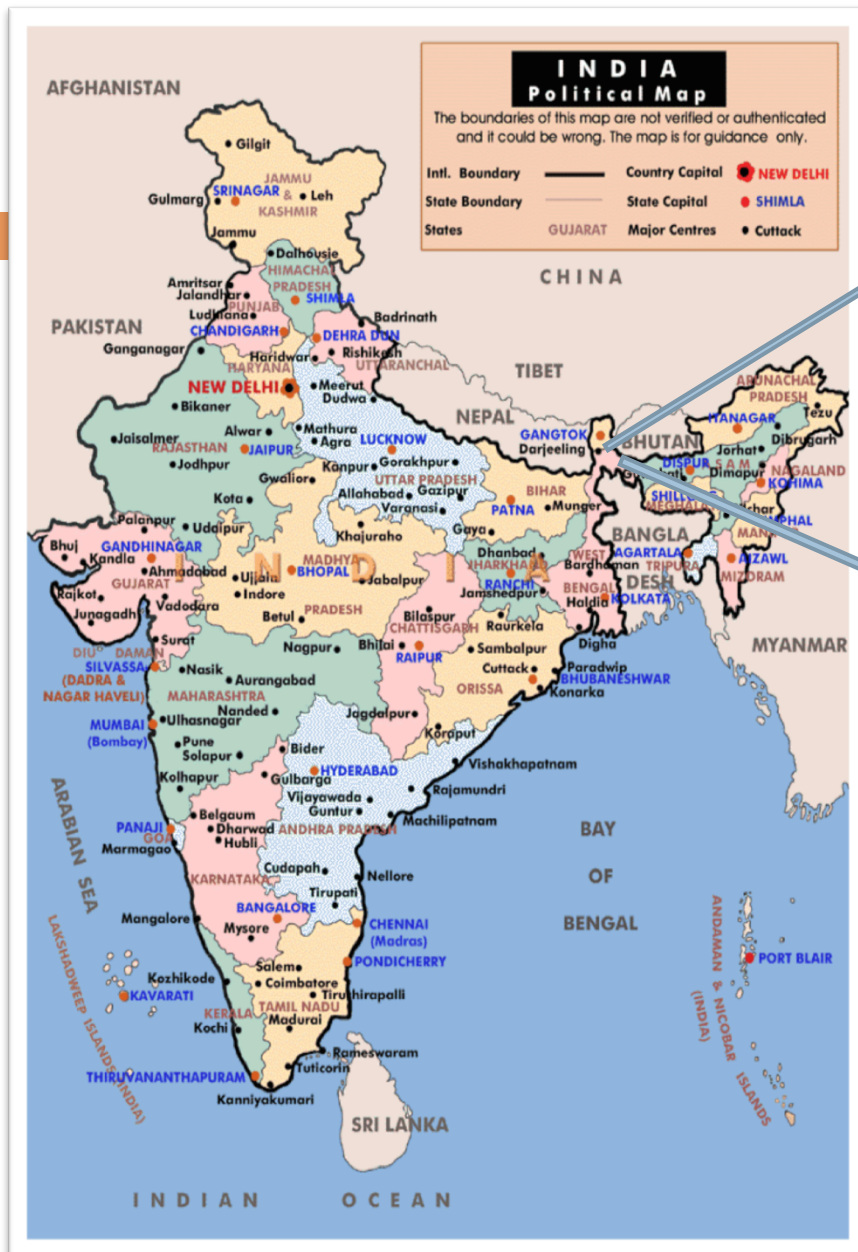 INDIA
Political Map
The boundaries of this map are not verified or authenticated
and it could be wrong. The map is for guidance only.
Intl. Boundary
Country Capital
NEW DELHI
State Boundary
State Capital
SHIMLA
States
GUJARAT
Major Centres
Cuttack
AFGHANISTAN
Gilgit
JAMMU
&
KASHMIR
SRINAGAR
Leh
Gulmarg
Jammu
Dalhousie
HIMACHAL
PRADESH
CHINA
Amritsar
Jalandhar
PUNJAB
SHIMLA
Ludhiana
PAKISTAN
CHANDIGARH
DEHRA DUN
Badrinath
Ganganagar
Haridwar
Rishikesh
UTTARANCHAL
HARYANA
TIBET
NEW DELHI
Meerut
Dudwa
ARUNACHAL
PRADESH
Bikaner
NEPAL
ITANAGAR
Tezu
Alwar
Mathura
Jaisalmer
RAJASTHAN
JAIPUR
Agra
LUCKNOW
GANGTOK
Darjeeling
BHUTAN
Dibrugarh
Jorhat
Jodhpur
Kanpur
Gorakhpur
DISPUR
Dimapur
NAGALAND
Gwalior
UTTAR PRADESH
BIHAR
KOHIMA
Kota
Allahabad
Gazipur
Varanasi
PATNA
Munger
Palanpur
Udaipur
Khajuraho
Gaya
BANGLA
DESH
Bhuj
Kandla
GANDHINAGAR
INDIA
MADHYA
PRADESH
Dhanbad
JHARKHAND
WEST
BENGAL
AGARTALA
TRIPURA
AIZAWL
MIZORAM
Ahmadabad
Ujjain
BHOPAL
Jabalpur
RANCHI
Bardhaman
GUJARAT
Indore
Jamshedpur
KOLKATA
Rajkot
Vadodara
Bilaspur
Haldia
Junagadh
Betul
CHATTISGARH
Raurkela
Surat
Nagpur
Bhilai
RAIPUR
Sambalpur
Digha
MYANMAR
DIU
DAMAN
SILVASSA
(DADRA &
NAGAR HAVELI)
Nasik
Aurangabad
Cuttack
Paradwip
BHUBANESHWAR
Konarka
ORISSA
MAHARASHTRA
Nanded
Jagdalpur
MUMBAI
(Bombay)
Ulhasnagar
Koraput
Pune
Solapur
Bider
Vishakhapatnam
HYDERABAD
Kolhapur
Gulbarga
Vijayawada
Rajamundri
Guntur
Machilipatnam
ARABIAN SEA
Belgaum
PANAJI
GOA
Dharwad
ANDHRA PRADESH
BAY
OF
BENGAL
Marmagao
Hubli
Cudapah
Nellore
KARNATAKA
Tirupati
Mangalore
BANGALORE
CHENNAI
(Madras)
Mysore
PONDICHERRY
PORT BLAIR
LAKSHADWEEP ISLANDS (INDIA)
ANDAMAN & NICOBAR ISLANDS
(INDIA)
KAVARATI
Kozhikode
Salem
Coimbatore
Tiruchirapalli
KERALA
TAMIL NADU
Kochi
Madurai
Rameswaram
THIRUVANANTHAPURAM
Tuticorin
Kanniyakumari
SRI LANKA
INDIAN OCEAN